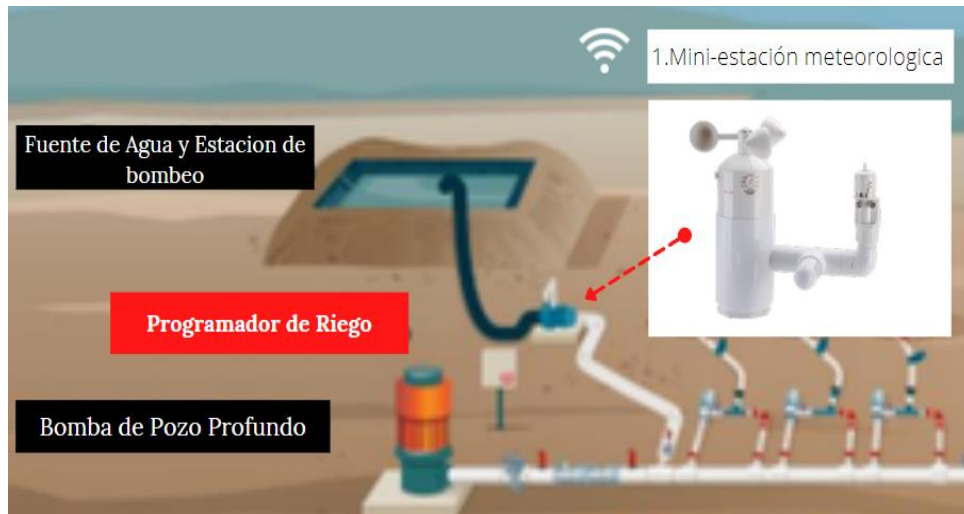 1.Mini-estación meteorologica
Fuente de Agua y Estacion de
bombeo
Programador de Riego
Bomba de Pozo Profundo